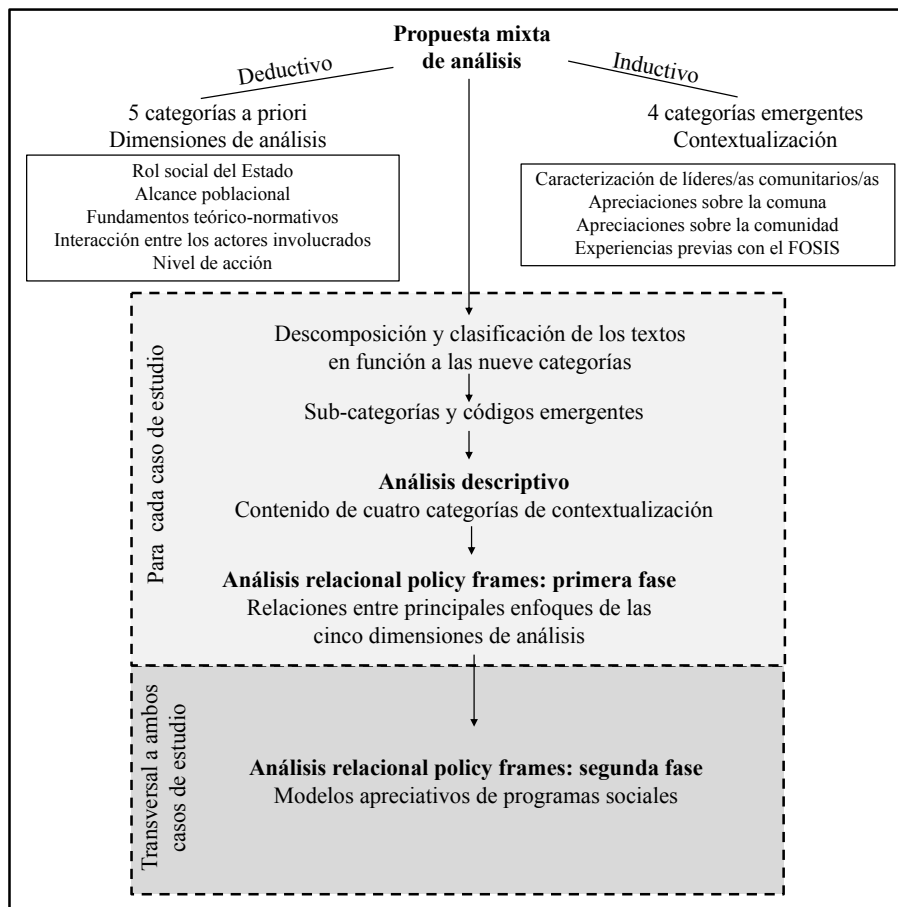 Propuesta mixta
de análisis
Deductivo
Inductivo
5 categorías a priori
Dimensiones de análisis
4 categorías emergentes
Contextualización
Rol social del Estado
Alcance poblacional
Fundamentos teórico-normativos
Interacción entre los actores involucrados
Nivel de acción
Caracterización de líderes/as comunitarios/as
Apreciaciones sobre la comuna
Apreciaciones sobre la comunidad
Experiencias previas con el FOSIS
Para cada caso de estudio
Descomposición y clasificación de los textos
en función a las nueve categorías
Sub-categorías y códigos emergentes
Análisis descriptivo
Contenido de cuatro categorías de contextualización
Análisis relacional policy frames: primera fase
Relaciones entre principales enfoques de las
cinco dimensiones de análisis
Transversal a ambos
casos de estudio
Análisis relacional policy frames: segunda fase
Modelos apreciativos de programas sociales